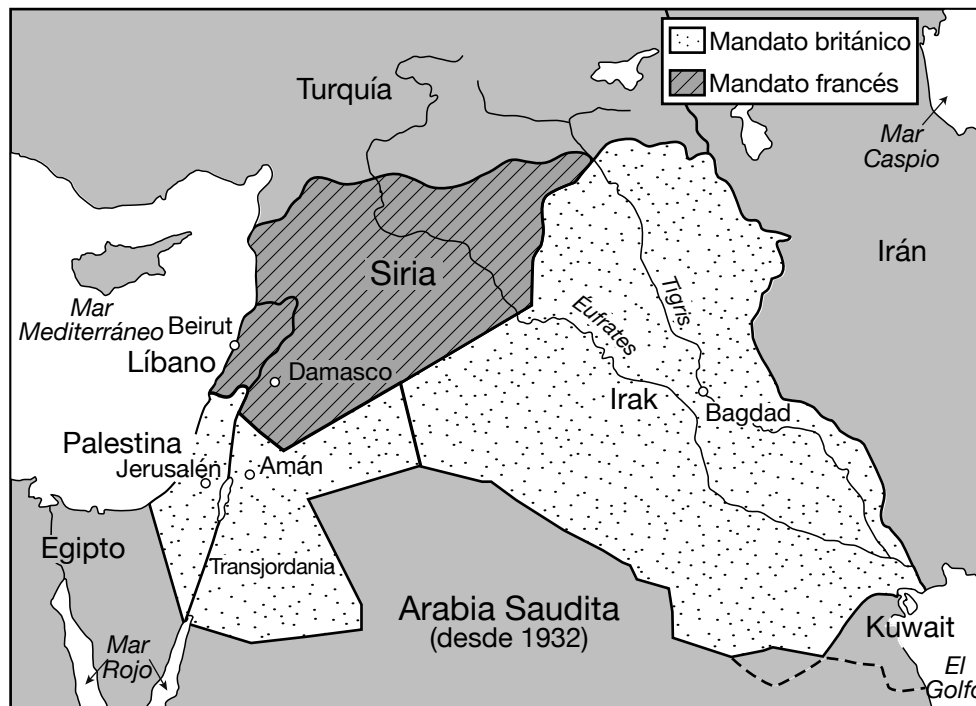 Mandato británico
Mandato francés
Turquía
Mar
Caspio
Irán
Siria
Mar
Mediterráneo
Beirut
Líbano
Damasco
Éufrates
Tigris.
Irak
Bagdad
Palestina
Jerusalén
Amán
Egipto
Transjordania
Arabia Saudita
(desde 1932)
Kuwait
Mar
Rojo
El
Golfo